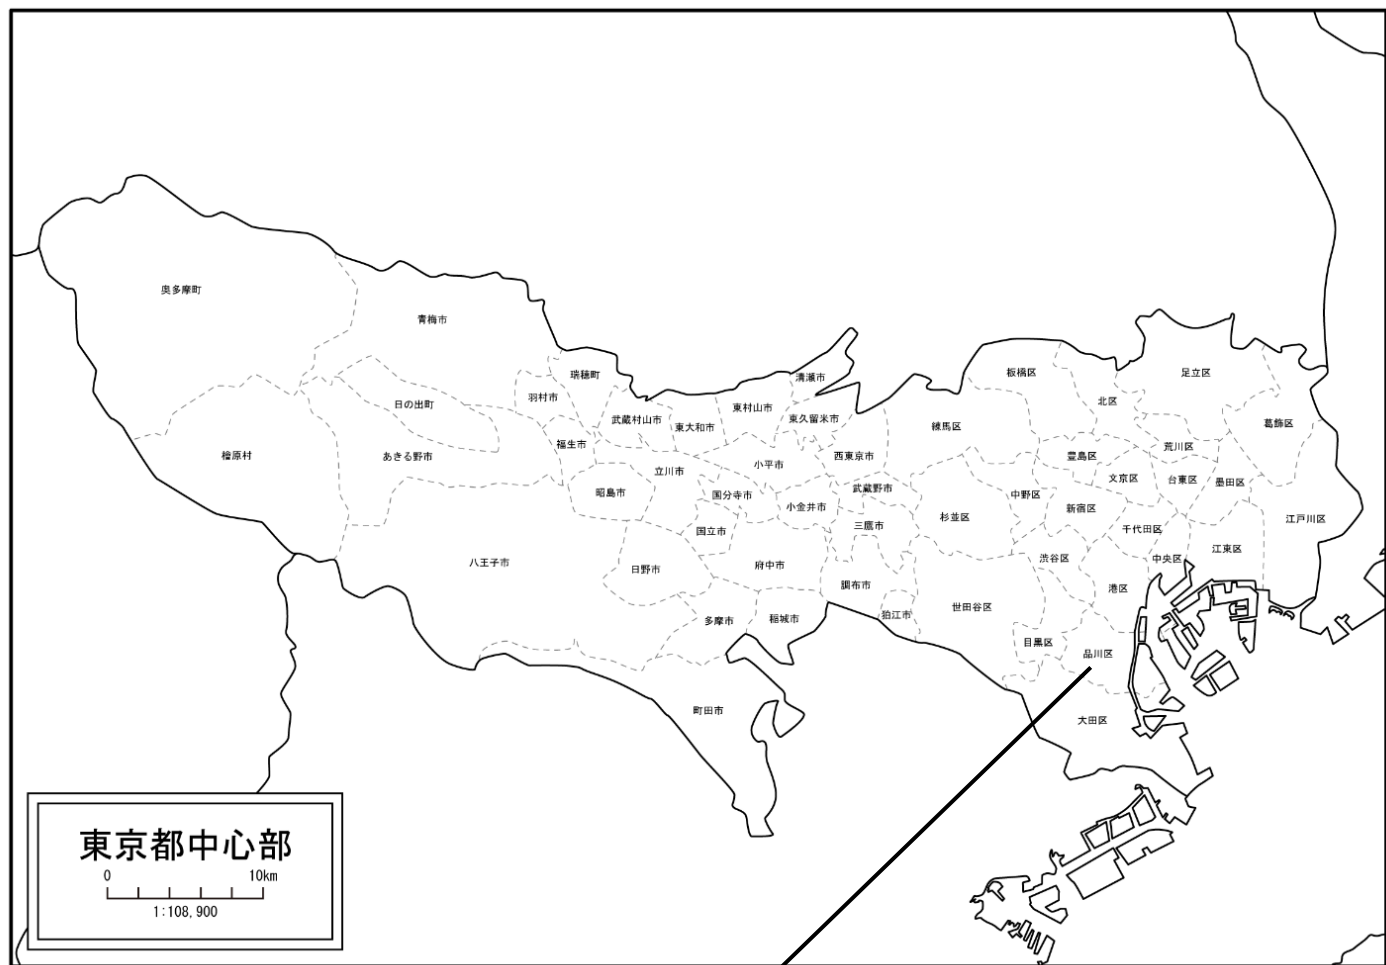 奥多摩町
青梅市
瑞穂町
清瀬市
板橋区
足立区
羽村市
日の出町
武蔵村山市
東大和市
東村山市
東久留米市
練馬区
北区
葛飾区
檜原村
あきる野市
福生市
立川市
小平市
西東京市
豊島区
荒川区
昭島市
国分寺市
小金井市
武蔵野市
中野区
文京区
台東区
墨田区
国立市
三鷹市
杉並区
新宿区
千代田区
江戸川区
八王子市
日野市
府中市
調布市
渋谷区
中央区
江東区
多摩市
稲城市
狛江市
世田谷区
港区
目黒区
品川区
町田市
大田区
東京都中心部
0 10km
1:108,900